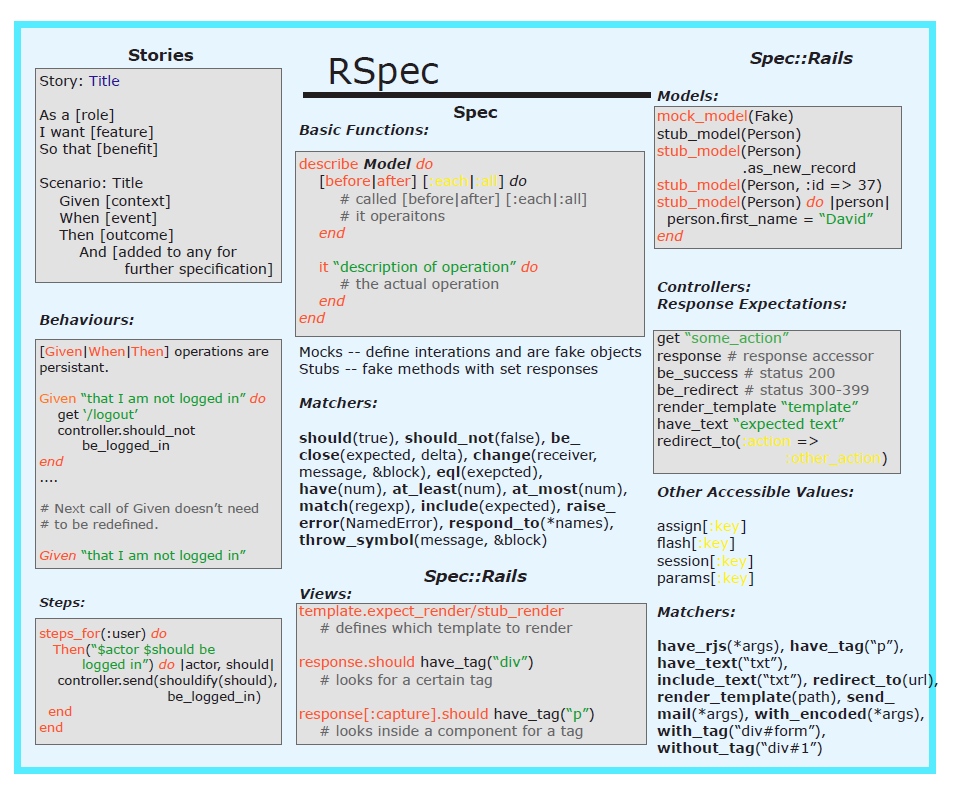 Stories
Story: Title
As a [role]
I want [feature]
So that [benefit]
Scenario: Title
Given [context]
When [event]
Then [outcome]
And [added to any for
further specification]
Behaviours:
[Given|When|Then] operations are
persistant.
Given “that I am not logged in” do
get ‘/logout’
controller.should_not
be_logged_in
end
....
# Next call of Given doesn’t need
# to be redefined.
Given “that I am not logged in”
Steps:
steps_for(:user) do
Then(“$actor $should be
logged in”) do |actor, should|
controller.send(shouldify(should),
be_logged_in)
end
end
RSpec
Spec
Basic Functions:
describe Model do
[before|after] [:each|:all] do
# called [before|after] [:each|:all]
# it operaitons
end
it “description of operation” do
# the actual operation
end
end
Mocks -- define interations and are fake objects
Stubs -- fake methods with set responses
Matchers:
should(true), should_not(false), be_
close(expected, delta), change(receiver,
message, &block), eql(exepcted),
have(num), at_least(num), at_most(num),
match(regexp), include(expected), raise_
error(NamedError), respond_to(*names),
throw_symbol(message, &block)
Spec::Rails
Views:
template.expect_render/stub_render
# defines which template to render
response.should have_tag(“div”)
# looks for a certain tag
response[:capture].should have_tag(“p”)
# looks inside a component for a tag
Spec::Rails
Models:
mock_model(Fake)
stub_model(Person)
stub_model(Person)
.as_new_record
stub_model(Person, :id => 37)
stub_model(Person) do |person|
person.first_name = “David”
end
Controllers:
Response Expectations:
get “some_action”
response # response accessor
be_success # status 200
be_redirect # status 300-399
render_template “template”
have_text “expected text”
redirect_to(:action =>
:other_action)
Other Accessible Values:
assign[:key]
flash[:key]
session[:key]
params[:key]
Matchers:
have_rjs(*args), have_tag(“p”),
have_text(“txt”),
include_text(“txt”), redirect_to(url),
render_template(path), send_
mail(*args), with_encoded(*args),
with_tag(“div#form”),
without_tag(“div#1”)